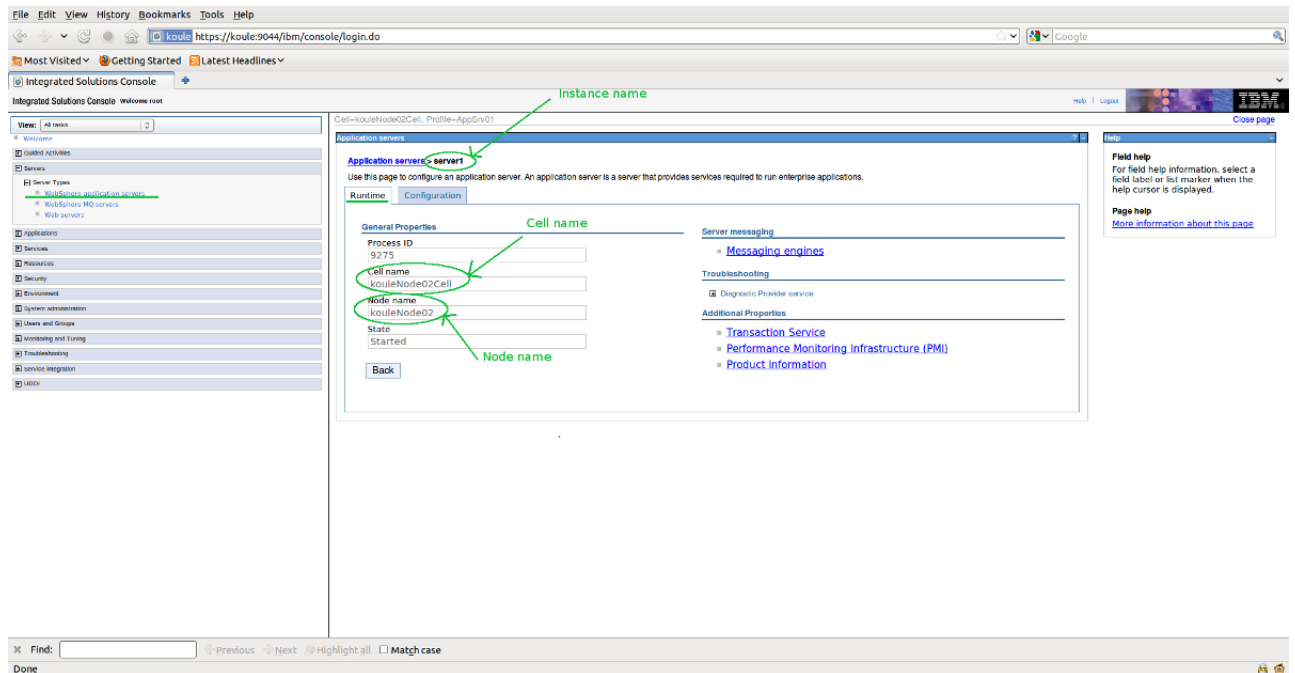 File Edit View History Bookmarks Tools Help
koule https://koule:9044/ibm/console/login.do
Google
Most Visited Getting Started Latest Headlines
Integrated Solutions Console
Integrated Solutions Console Welcome root
Help | Logout
IBM.
View: All tasks
Welcome
Guided Activities
Servers
Server Types
WebSphere application servers
WebSphere MQ servers
Web servers
Applications
Services
Resources
Security
Environment
System administration
Users and Groups
Monitoring and Tuning
Troubleshooting
Service integration
UDDI
Cell=kouleNode02Cell, Profile=AppSrv01
Close page
Instance name
Application servers
? -
Application servers > server1
Use this page to configure an application server. An application server is a server that provides services required to run enterprise applications.
Runtime Configuration
General Properties
Cell name
Process ID
9275
Cell name
kouleNode02Cell
Node name
kouleNode02
State
Started
Node name
Back
Server messaging
Messaging engines
Troubleshooting
Diagnostic Provider service
Additional Properties
Transaction Service
Performance Monitoring Infrastructure (PMI)
Product Information
Help
Field help
For field help information, select a
field label or list marker when the
help cursor is displayed.
Page help
More information about this page
Find: Previous Next Highlight all Match case
Done